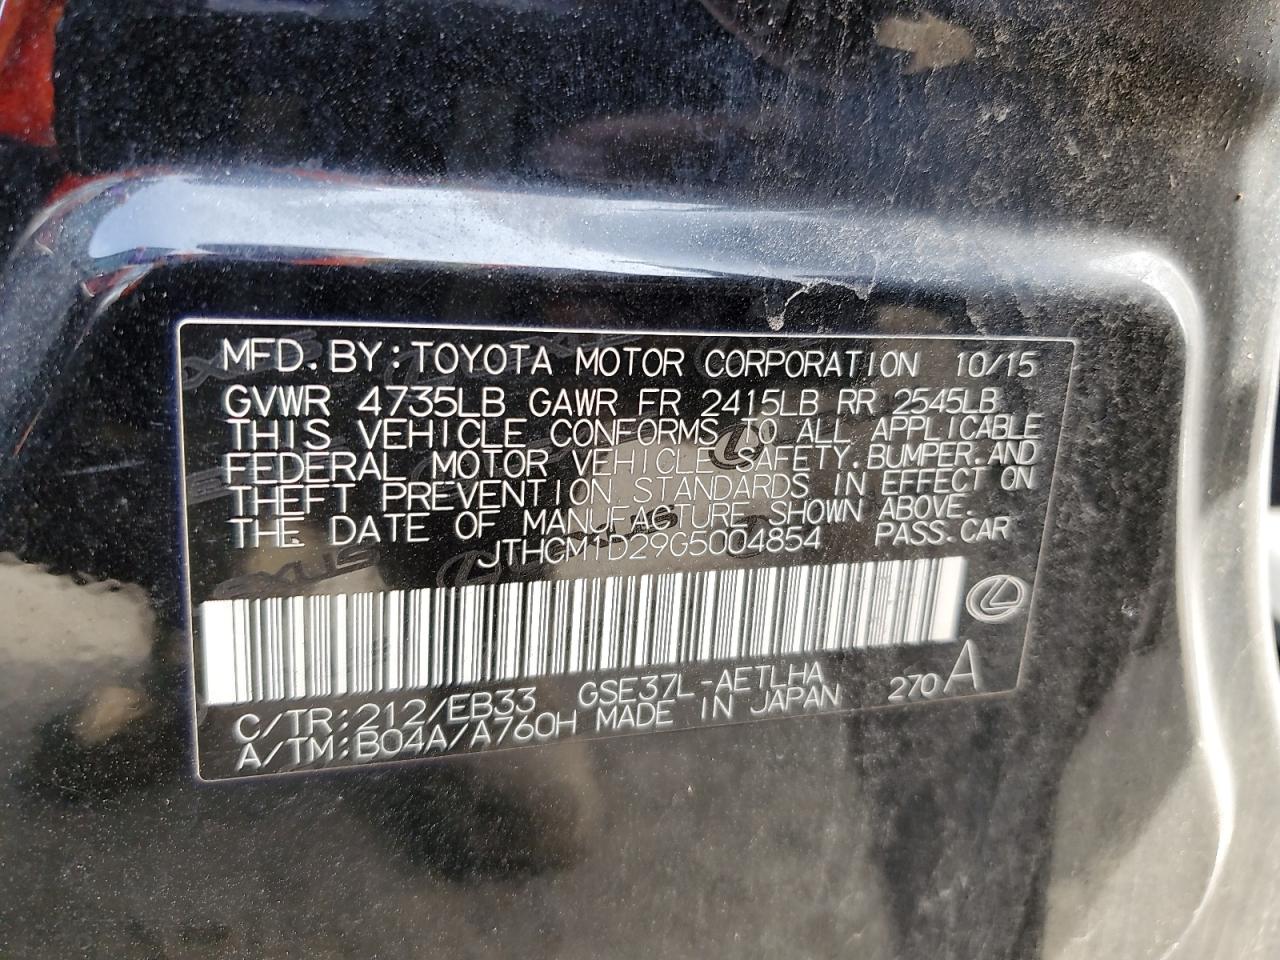 MFD. BY: TOYOTA MOTOR CORPORATION 10/15
GVWR 4735LB GAWR FR 2415LB RR 2545LB
THIS VEHICLE CONFORMS TO ALL APPLICABLE
FEDERAL MOTOR VEHICLE SAFETY, BUMPER, AND
THEFT PREVENTION STANDARDS IN EFFECT ON
THE DATE OF MANUFACTURE SHOWN ABOVE.
JTHCM1D29G5004854 PASS. CAR
C/TR: 212/EB33 GSE37L-AETLHA 270 A
A/TM: B04A/A760H MADE IN JAPAN